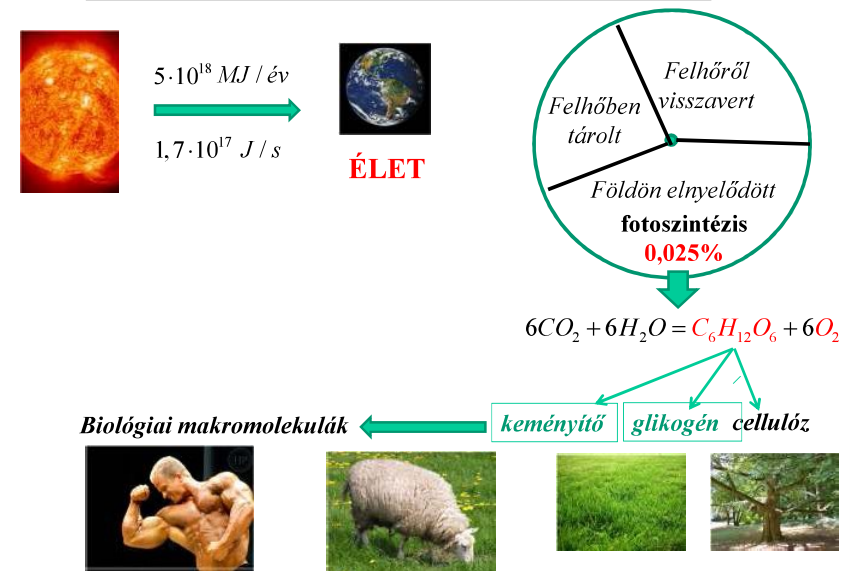 5·10¹⁸ MJ / év
1,7·10¹⁷ J / s
ÉLET
Felhőről
visszavert
Felhőben
tárolt
Földön elnyelődött
fotoszintézis
0,025%
6CO₂ + 6H₂O = C₆H₁₂O₆ + 6O₂
Biológiai makromolekulák
keményítő
glikogén
cellulóz